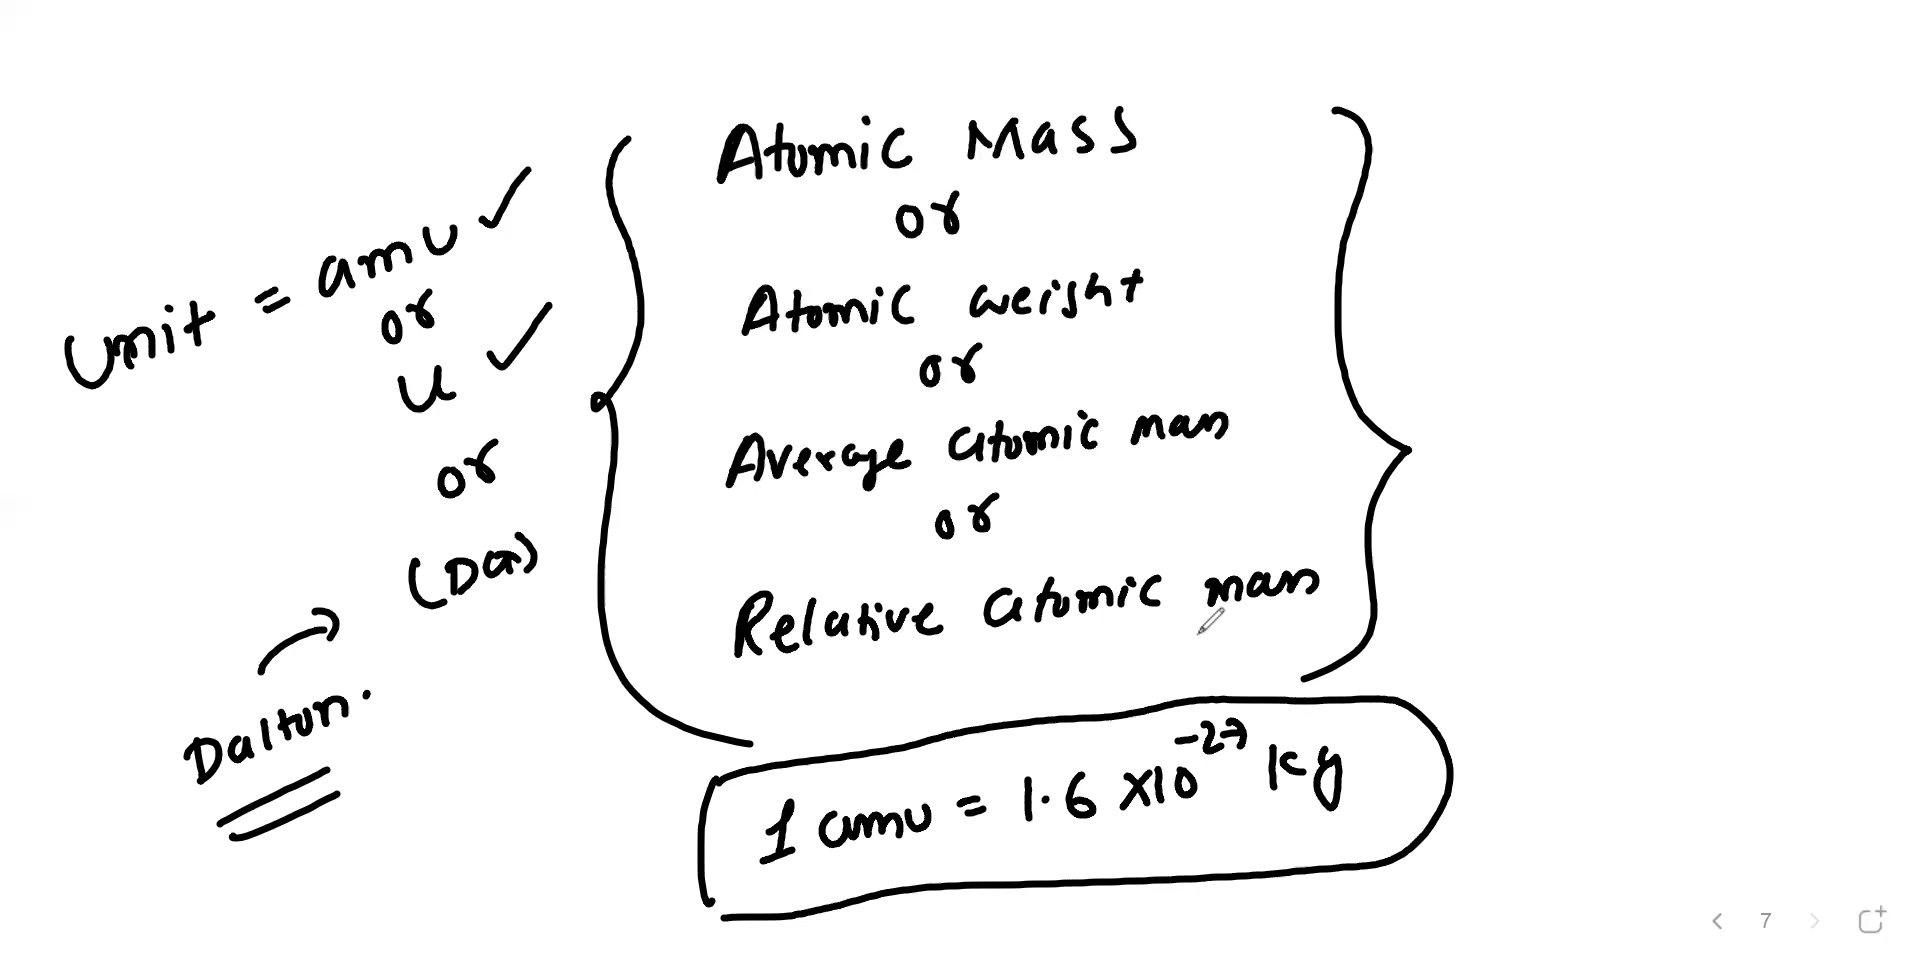 Atomic Mass
or
Atomic weight
or
Average atomic mass
or
Relative atomic mass
Unit = amu ✓
or
u ✓
or
(Da)
Dalton.
1 amu = 1.6 ×10⁻²⁷ kg
7